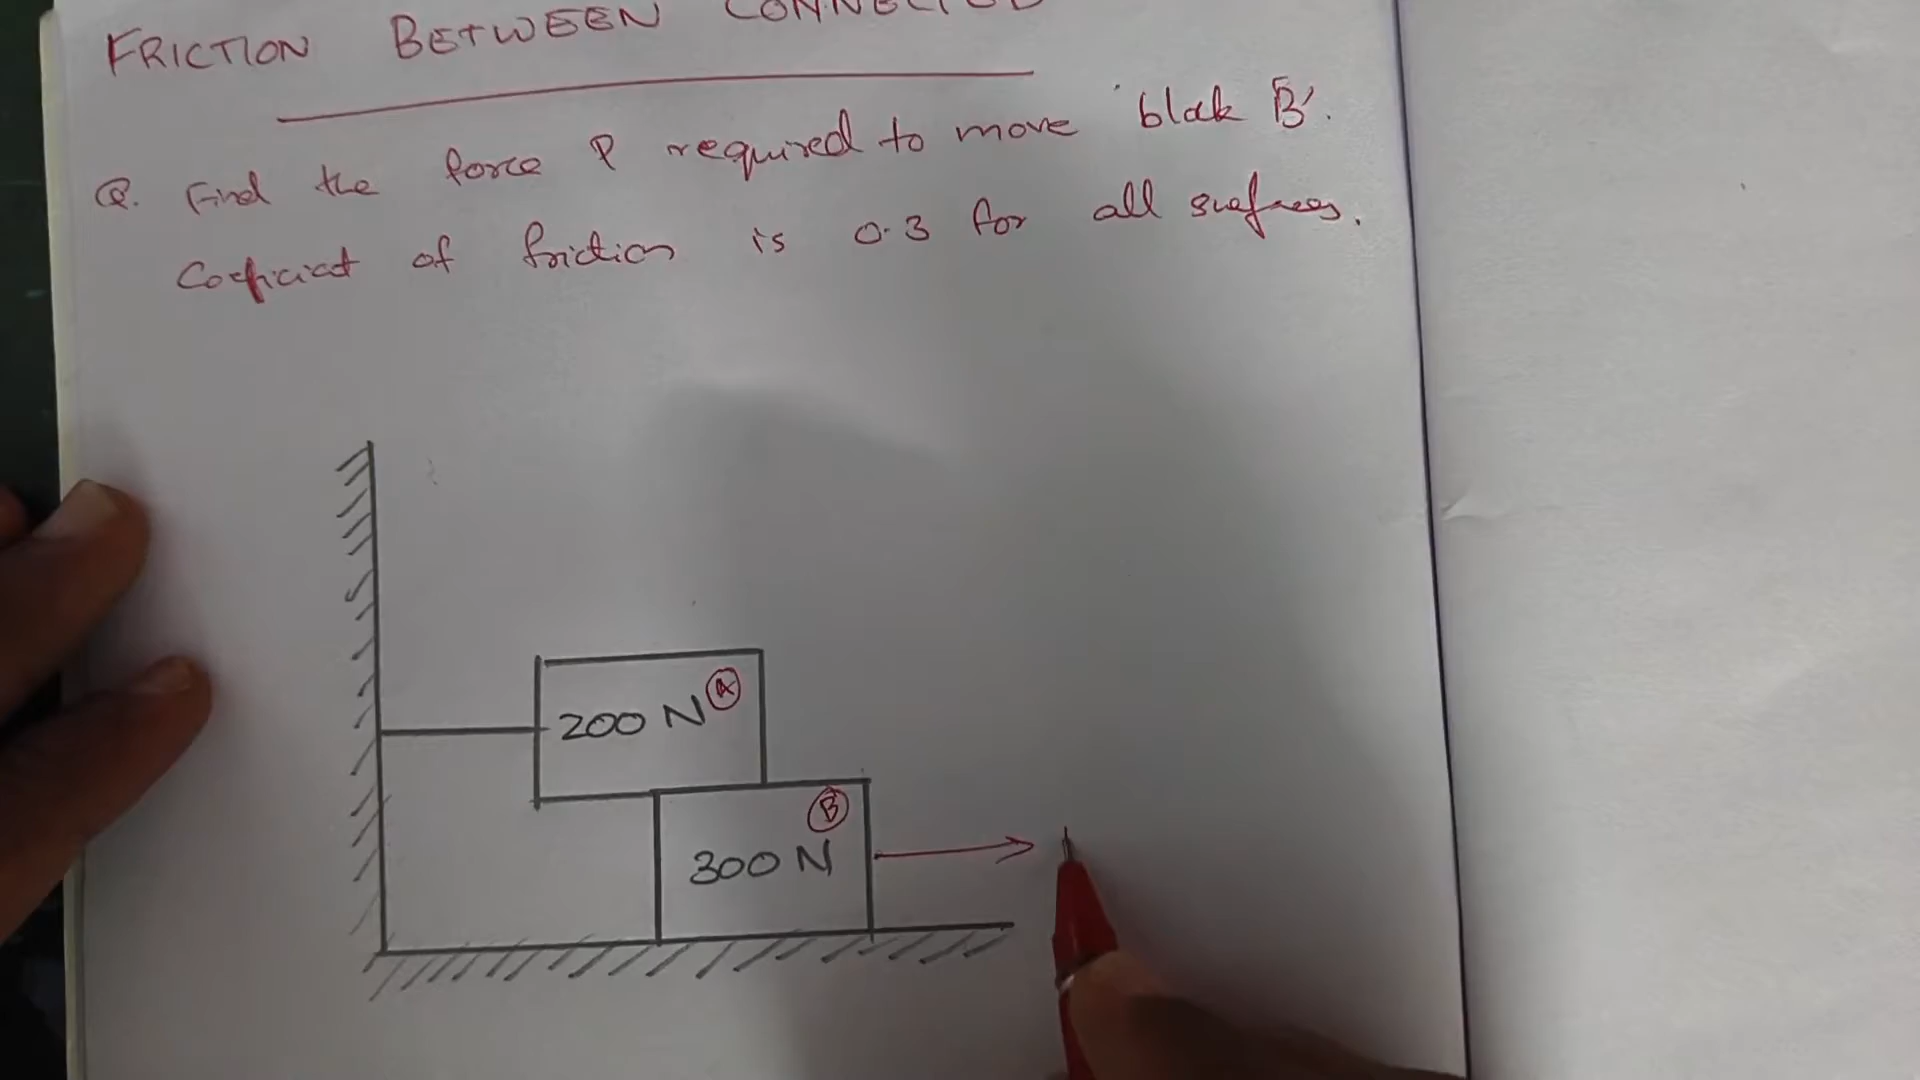 FRICTION BETWEEN CONNECTED
Q. Find the force P required to move 'block B'.
Coefficient of friction is 0.3 for all surfaces.
200 N A
B
300 N